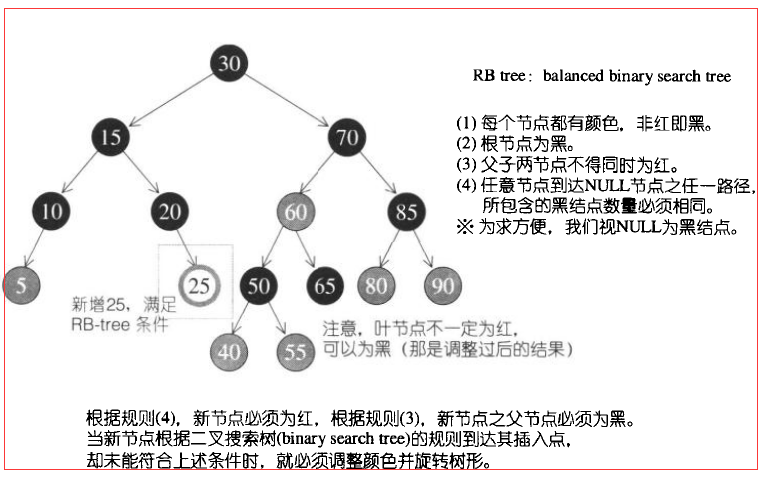 30
RB tree: balanced binary search tree
(1) 每个节点都有颜色，非红即黑。
(2) 根节点为黑。
(3) 父子两节点不得同时为红。
(4) 任意节点到达NULL节点之任一路径，
所包含的黑结点数量必须相同。
※ 为求方便，我们视NULL为黑结点。
15
70
10
20
60
85
5
25
50
65
80
90
新增25，满足
RB-tree 条件
40
55
注意，叶节点不一定为红，
可以为黑（那是调整过后的结果）
根据规则(4)，新节点必须为红，根据规则(3)，新节点之父节点必须为黑。
当新节点根据二叉搜索树(binary search tree)的规则到达其插入点，
却未能符合上述条件时，就必须调整颜色并旋转树形。